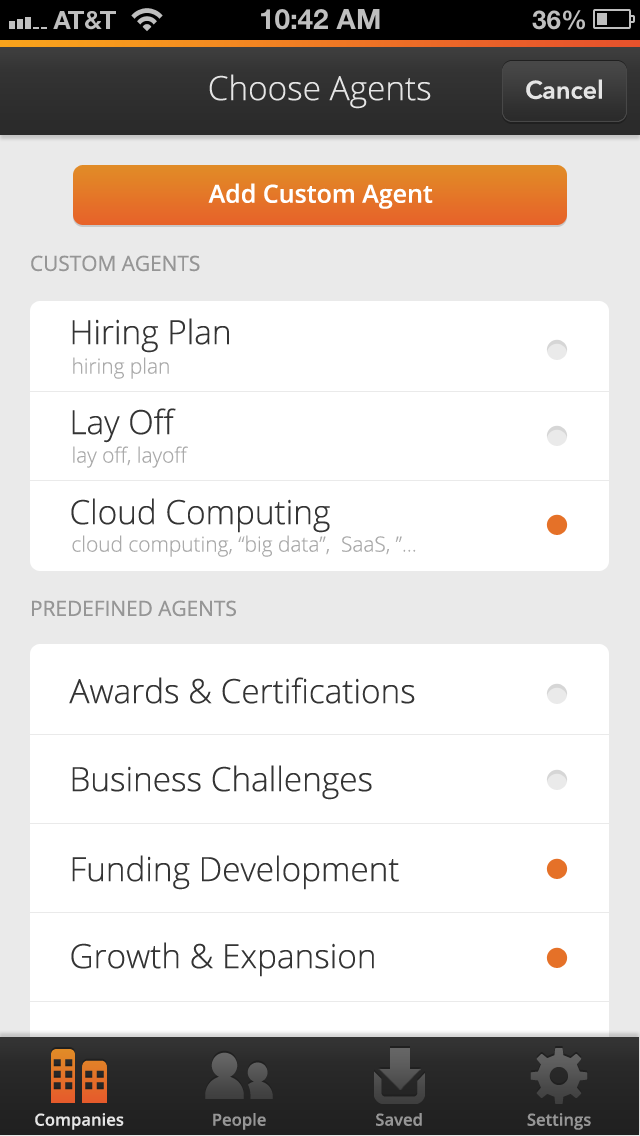 AT&T 10:42 AM 36%
Choose Agents Cancel
Add Custom Agent
CUSTOM AGENTS
Hiring Plan
hiring plan
Lay Off
lay off, layoff
Cloud Computing
cloud computing, “big data”,  SaaS, ”...
PREDEFINED AGENTS
Awards & Certifications
Business Challenges
Funding Development
Growth & Expansion
Companies People Saved Settings